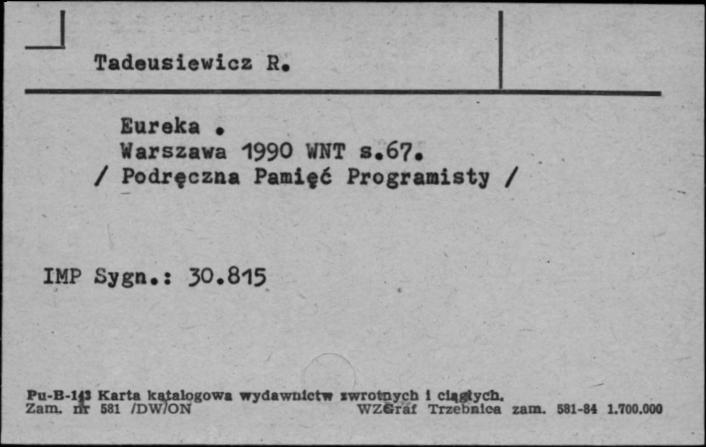 Tadeusiewicz R.
Eureka .
Warszawa 1990 WNT s.67.
/ Podręczna Pamięć Programisty /
IMP Sygn.: 30.815
Pu-B-143 Karta katalogowa wydawnictw zwrotnych i ciągłych.
Zam. nr 581 /DW/ON WZGraf Trzebnica zam. 581-84 1.700.000